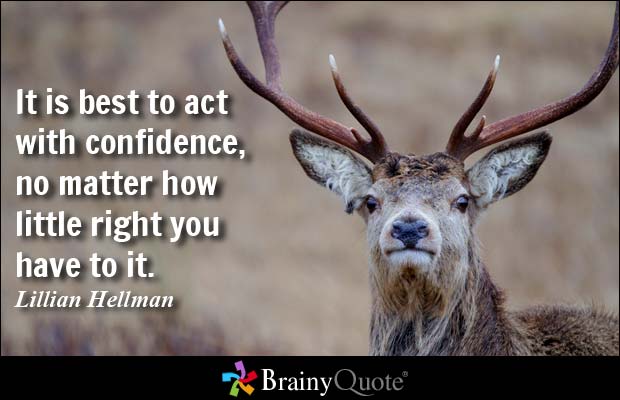 It is best to act
with confidence,
no matter how
little right you
have to it.
Lillian Hellman
BrainyQuote®